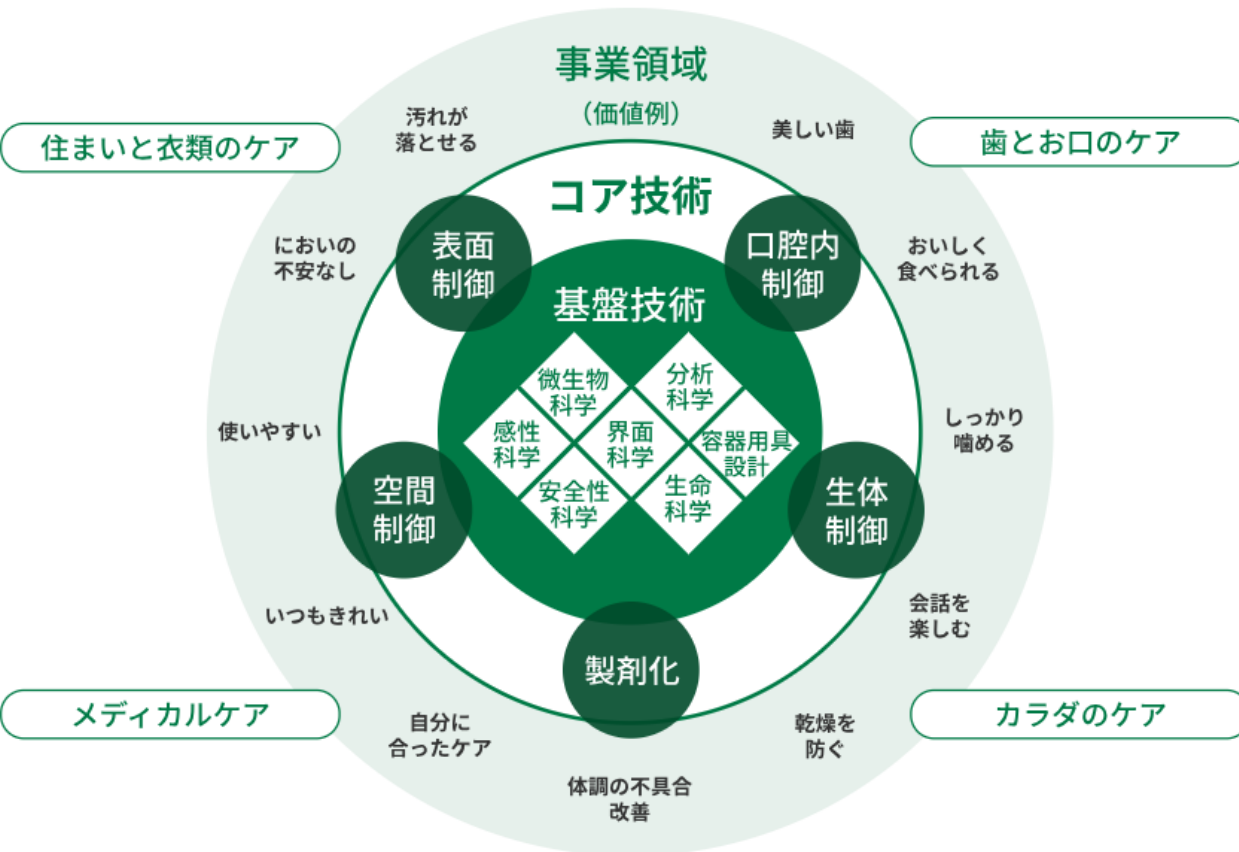 事業領域
（価値例）
汚れが
落とせる
美しい歯
住まいと衣類のケア
歯とお口のケア
コア技術
においの
不安なし
表面
制御
口腔内
制御
おいしく
食べられる
基盤技術
微生物
科学
分析
科学
使いやすい
感性
科学
界面
科学
容器用具
設計
しっかり
噛める
空間
制御
安全性
科学
生命
科学
生体
制御
いつもきれい
会話を
楽しむ
製剤化
メディカルケア
カラダのケア
自分に
合ったケア
乾燥を
防ぐ
体調の不具合
改善